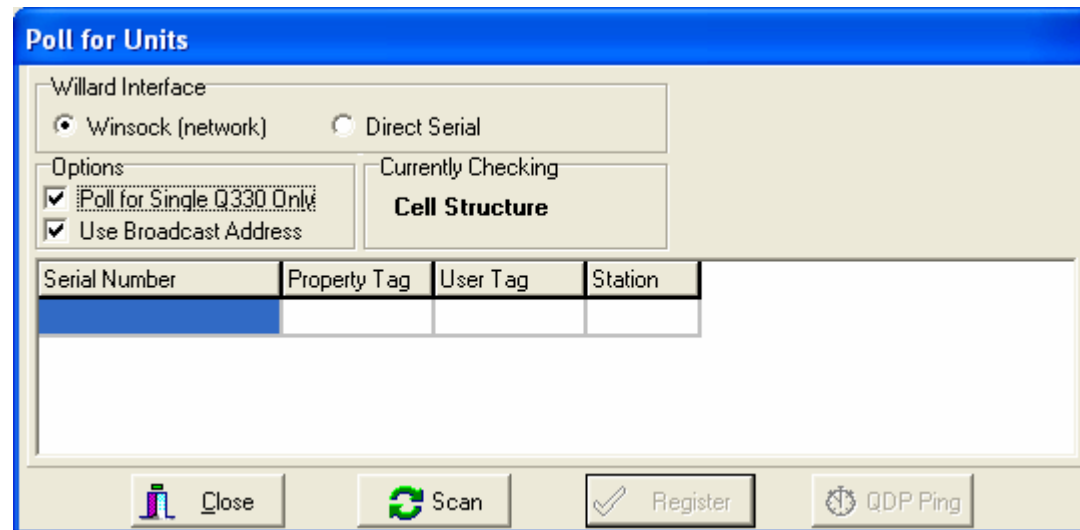 Poll for Units
Willard Interface
Winsock (network) Direct Serial
Options Currently Checking
Poll for Single Q330 Only Cell Structure
Use Broadcast Address
Serial Number Property Tag User Tag Station
Close Scan Register QDP Ping